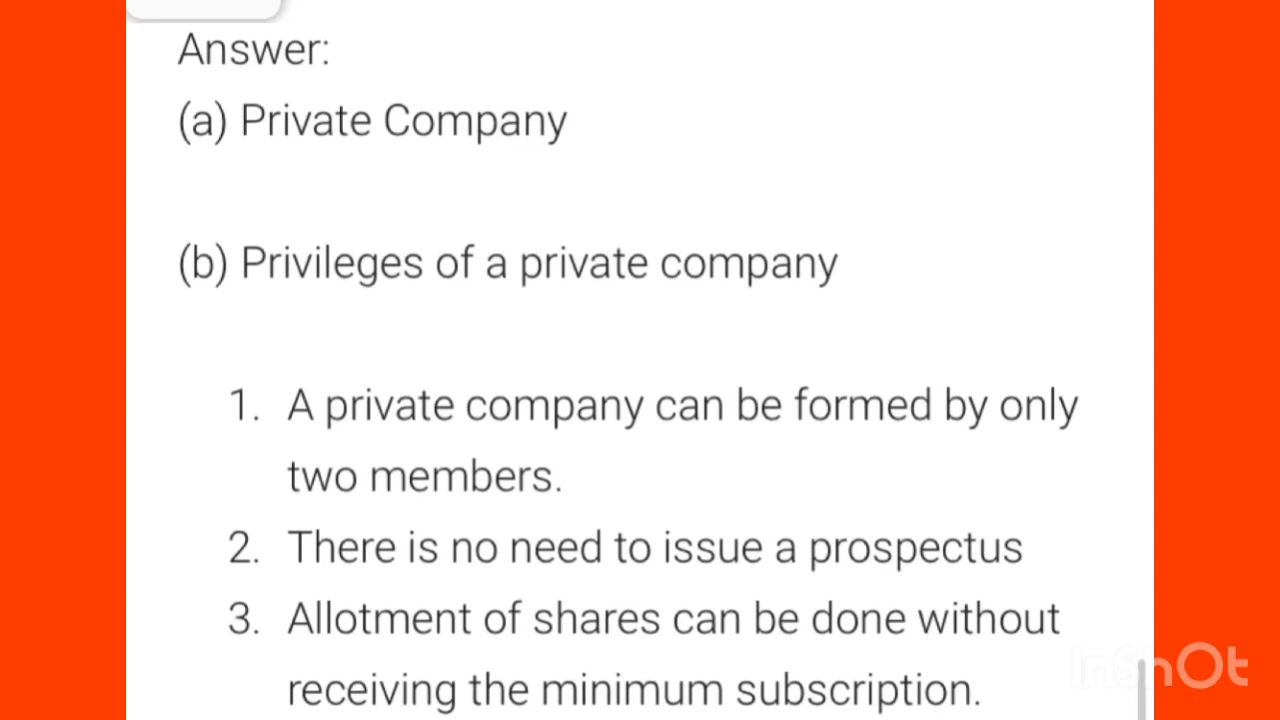 Answer:
(a) Private Company
(b) Privileges of a private company
1. A private company can be formed by only
two members.
2. There is no need to issue a prospectus
3. Allotment of shares can be done without
receiving the minimum subscription.
InShOt